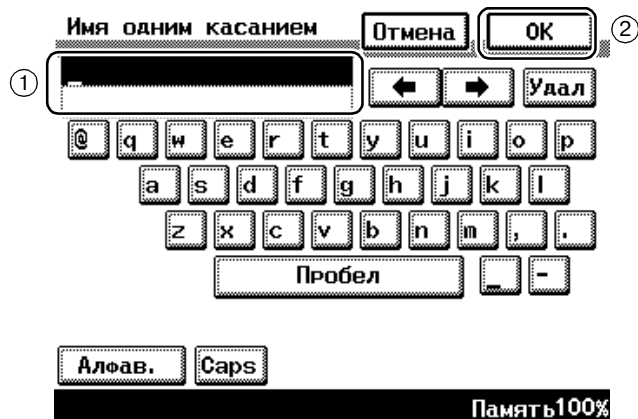 Имя одним касанием Отмена OK ②
①
← → Удал
@ q w e r t y u i o p
a s d f g h j k l
z x c v b n m , .
Пробел _ -
Алфав. Caps
Память100%